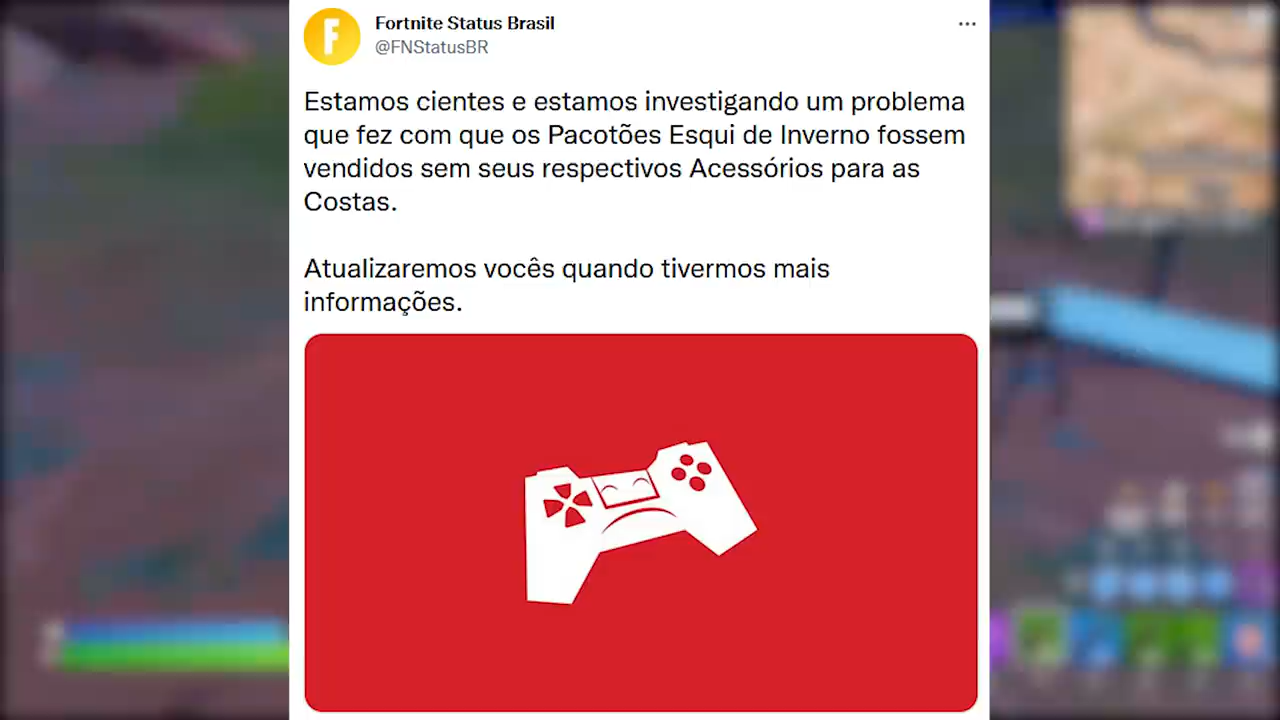 Fortnite Status Brasil
@FNStatusBR
Estamos cientes e estamos investigando um problema
que fez com que os Pacotões Esqui de Inverno fossem
vendidos sem seus respectivos Acessórios para as
Costas.
Atualizaremos vocês quando tivermos mais
informações.